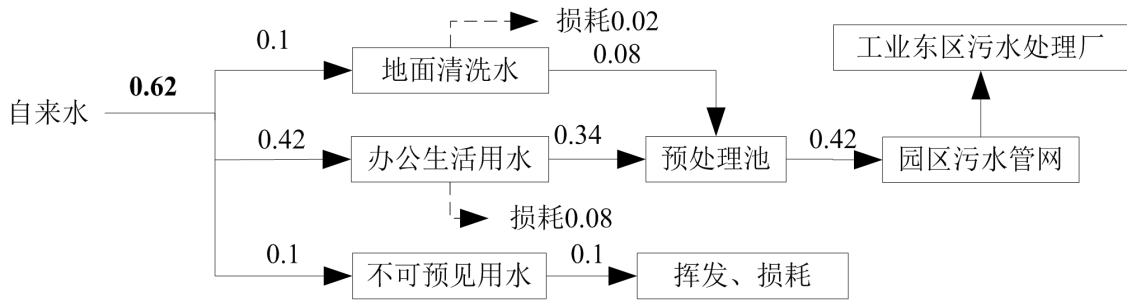 损耗0.02
0.1
地面清洗水
0.08
工业东区污水处理厂
自来水
0.62
0.42
办公生活用水
0.34
预处理池
0.42
园区污水管网
损耗0.08
0.1
不可预见用水
0.1
挥发、损耗